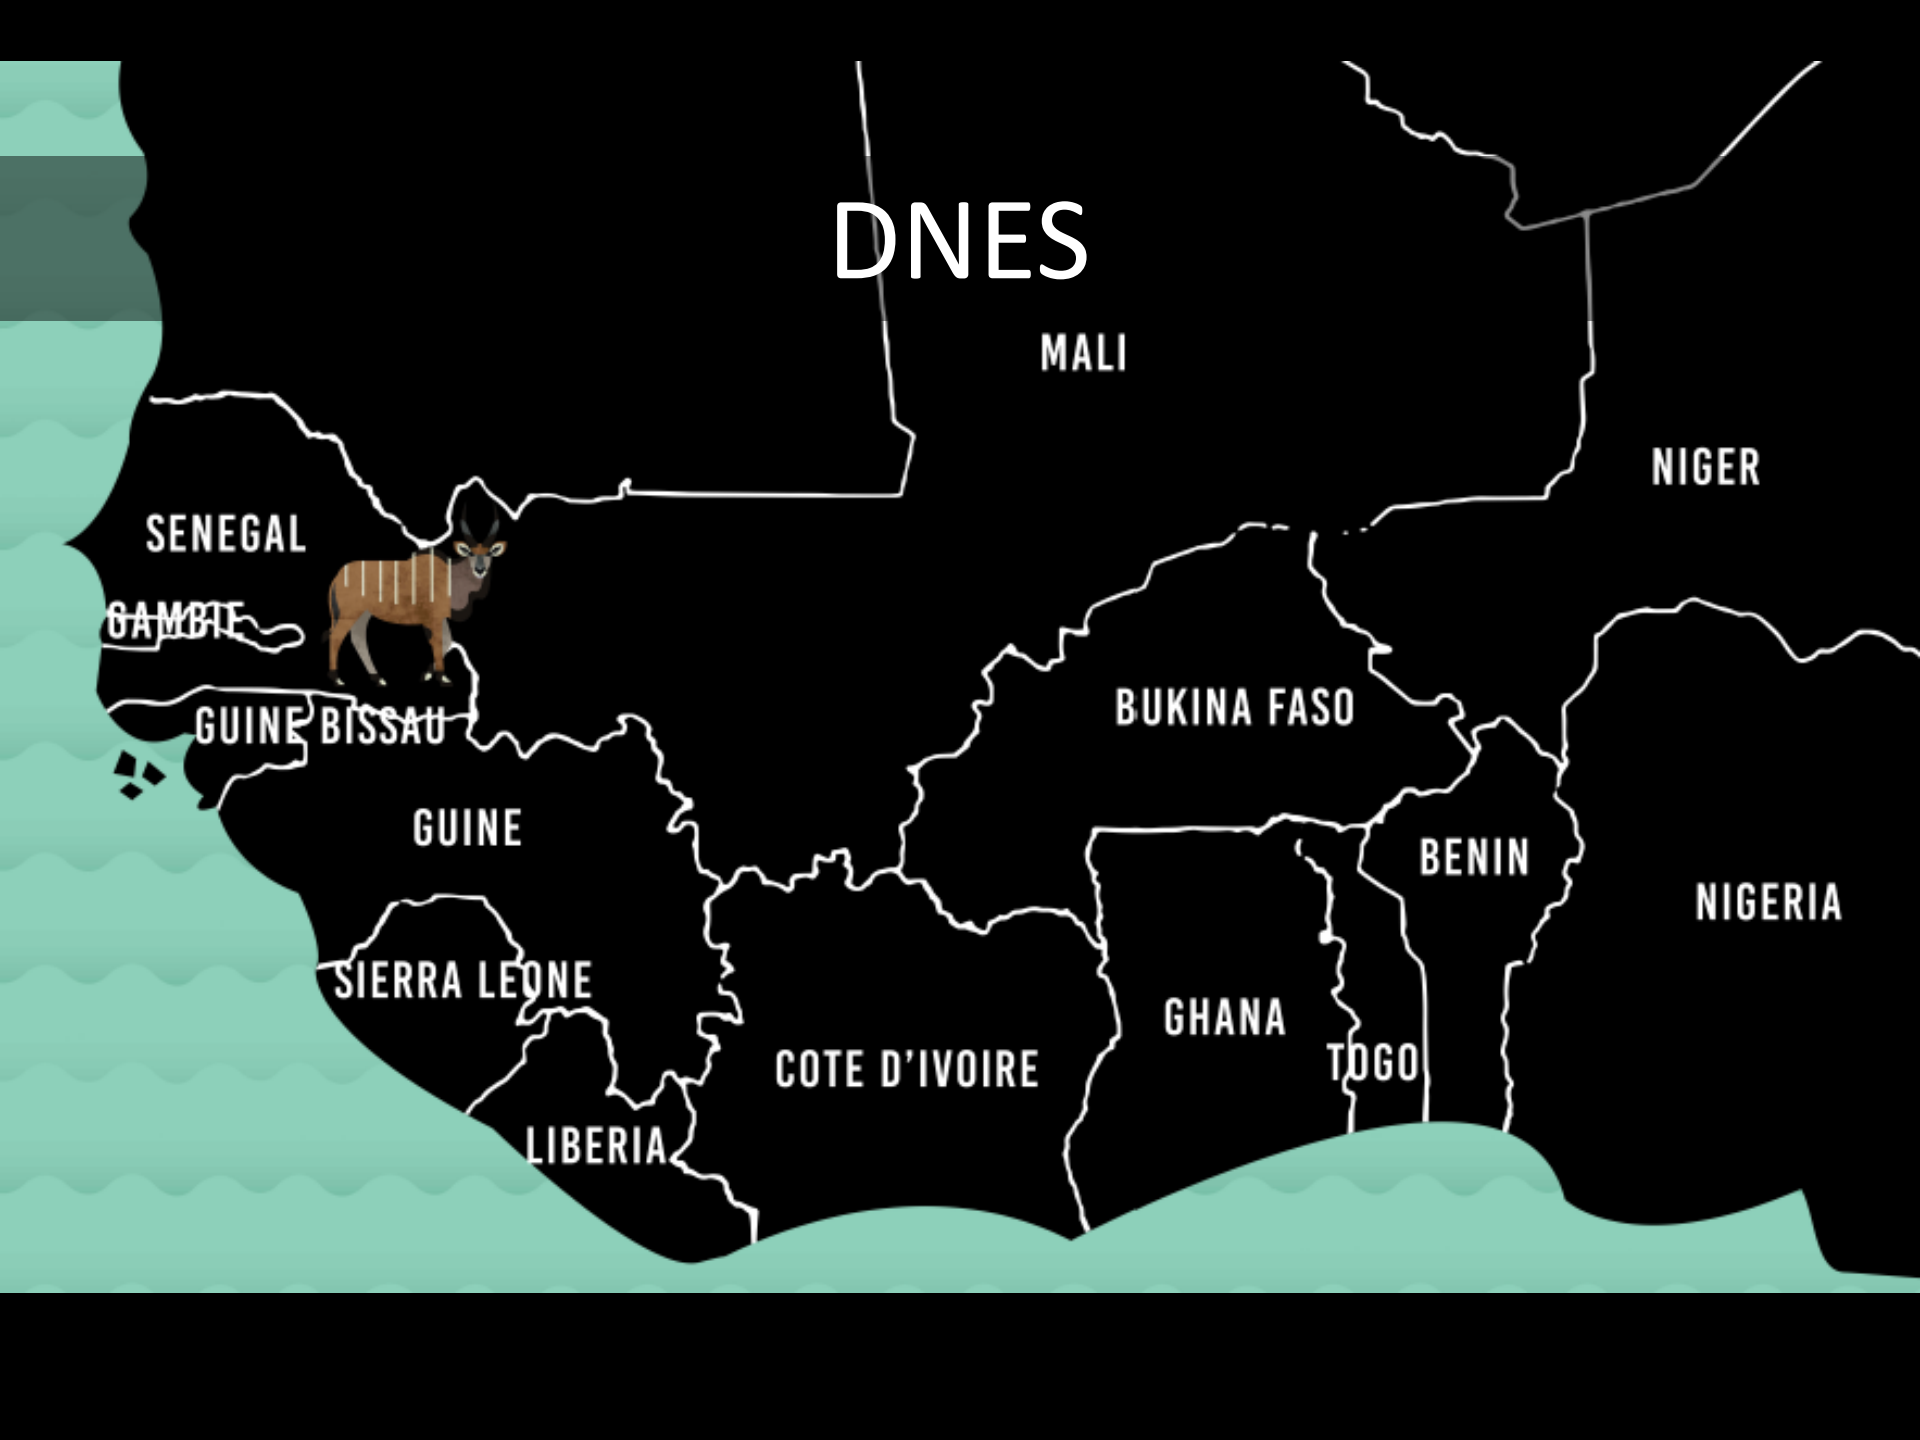 DNES
MALI
NIGER
SENEGAL
GAMBIE
BUKINA FASO
GUINE BISSAU
GUINE
BENIN
NIGERIA
SIERRA LEONE
GHANA
TOGO
COTE D'IVOIRE
LIBERIA